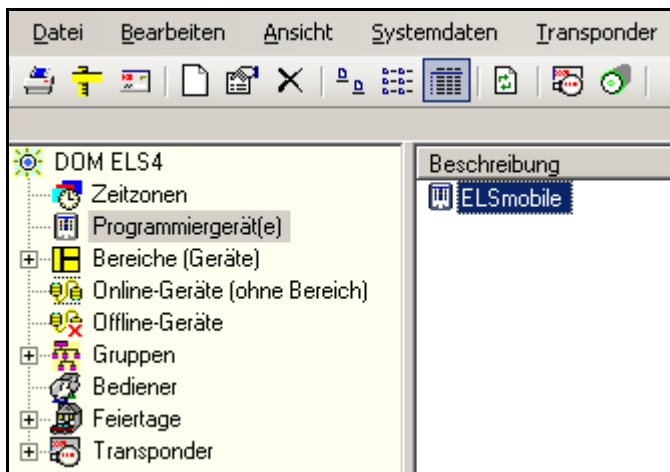 Datei Bearbeiten Ansicht Systemdaten Transponder
DOM ELS4
Zeitzonen
Programmiergerät(e)
Bereiche (Geräte)
Online-Geräte (ohne Bereich)
Offline-Geräte
Gruppen
Bediener
Feiertage
Transponder
Beschreibung
ELSmobile